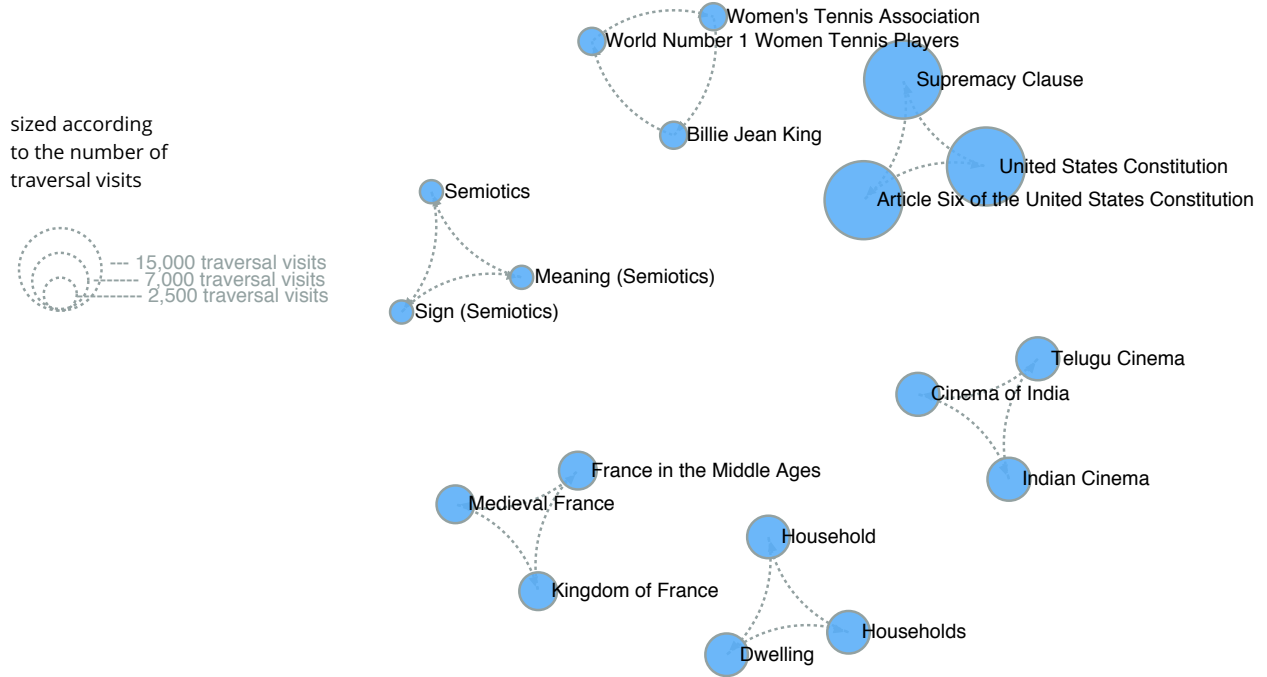 Women's Tennis Association
World Number 1 Women Tennis Players
Supremacy Clause
sized according
to the number of
traversal visits
Billie Jean King
United States Constitution
Semiotics
Article Six of the United States Constitution
15,000 traversal visits
7,000 traversal visits
2,500 traversal visits
Meaning (Semiotics)
Sign (Semiotics)
Telugu Cinema
Cinema of India
France in the Middle Ages
Indian Cinema
Medieval France
Household
Kingdom of France
Households
Dwelling